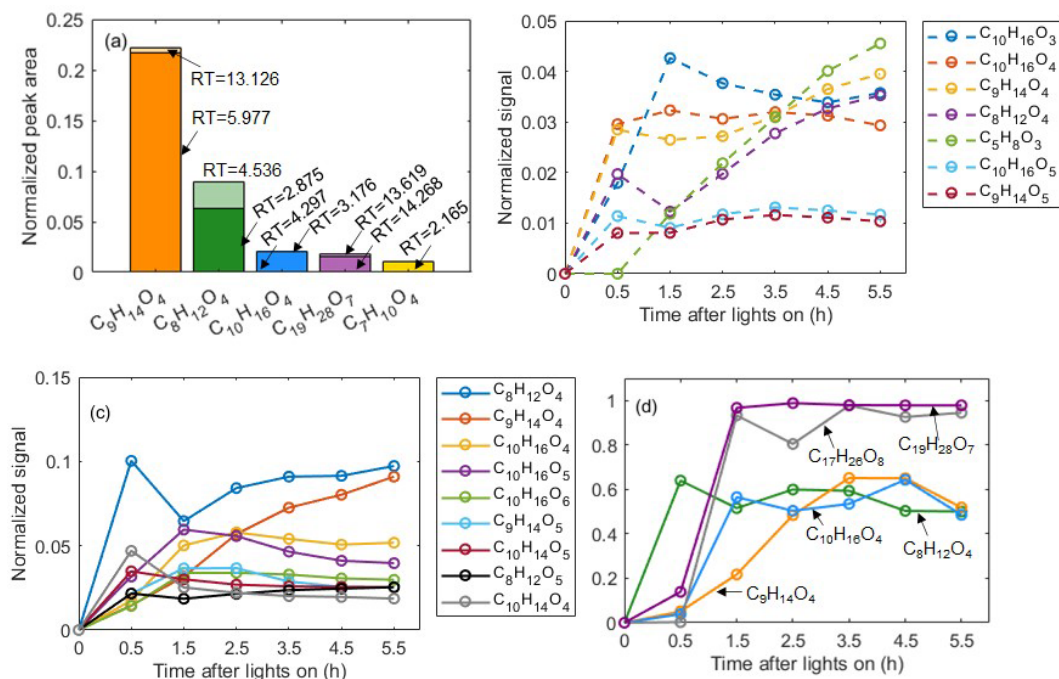 (a)
Normalized peak area
0.25
0.2
0.15
0.1
0.05
0
RT=13.126
RT=5.977
RT=4.536
RT=2.875
RT=4.297
RT=3.176
RT=13.619
RT=14.268
RT=2.165
C₉H₁₄O₄
C₈H₁₂O₄
C₁₀H₁₆O₄
C₁₉H₂₈O₇
C₇H₁₀O₄
Normalized signal
0.05
0.04
0.03
0.02
0.01
0
0 0.5 1.5 2.5 3.5 4.5 5.5
Time after lights on (h)
C₁₀H₁₆O₃
C₁₀H₁₆O₄
C₉H₁₄O₄
C₈H₁₂O₄
C₅H₈O₃
C₁₀H₁₆O₅
C₉H₁₄O₅
(c)
Normalized signal
0.15
0.1
0.05
0
0 0.5 1.5 2.5 3.5 4.5 5.5
Time after lights on (h)
C₈H₁₂O₄
C₉H₁₄O₄
C₁₀H₁₆O₄
C₁₀H₁₆O₅
C₁₀H₁₆O₆
C₉H₁₄O₅
C₁₀H₁₄O₅
C₈H₁₂O₅
C₁₀H₁₄O₄
(d)
1
0.8
0.6
0.4
0.2
0
C₁₉H₂₈O₇
C₁₇H₂₆O₈
C₁₀H₁₆O₄
C₈H₁₂O₄
C₉H₁₄O₄
0 0.5 1.5 2.5 3.5 4.5 5.5
Time after lights on (h)